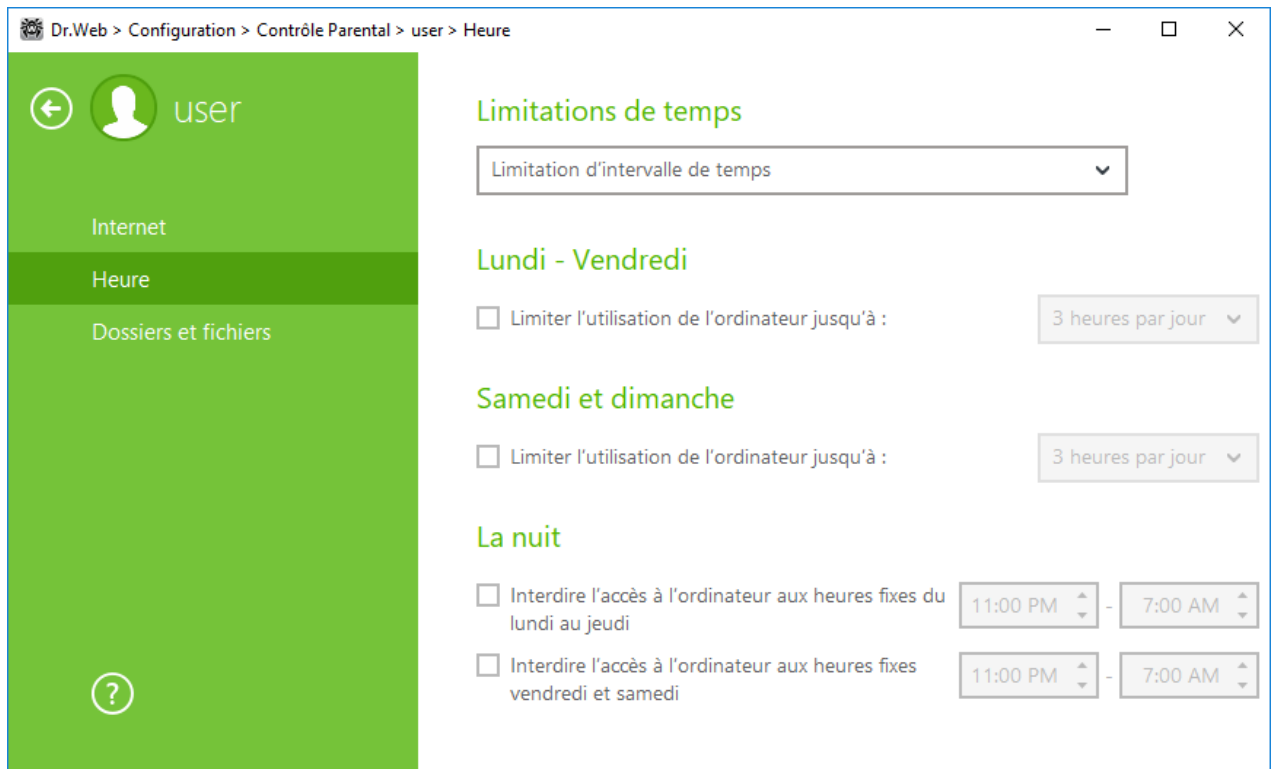 Dr.Web > Configuration > Contrôle Parental > user > Heure
user
Internet
Heure
Dossiers et fichiers
?
Limitations de temps
Limitation d'intervalle de temps
Lundi - Vendredi
Limiter l'utilisation de l'ordinateur jusqu'à :
3 heures par jour
Samedi et dimanche
Limiter l'utilisation de l'ordinateur jusqu'à :
3 heures par jour
La nuit
Interdire l'accès à l'ordinateur aux heures fixes du
lundi au jeudi
11:00 PM - 7:00 AM
Interdire l'accès à l'ordinateur aux heures fixes
vendredi et samedi
11:00 PM - 7:00 AM